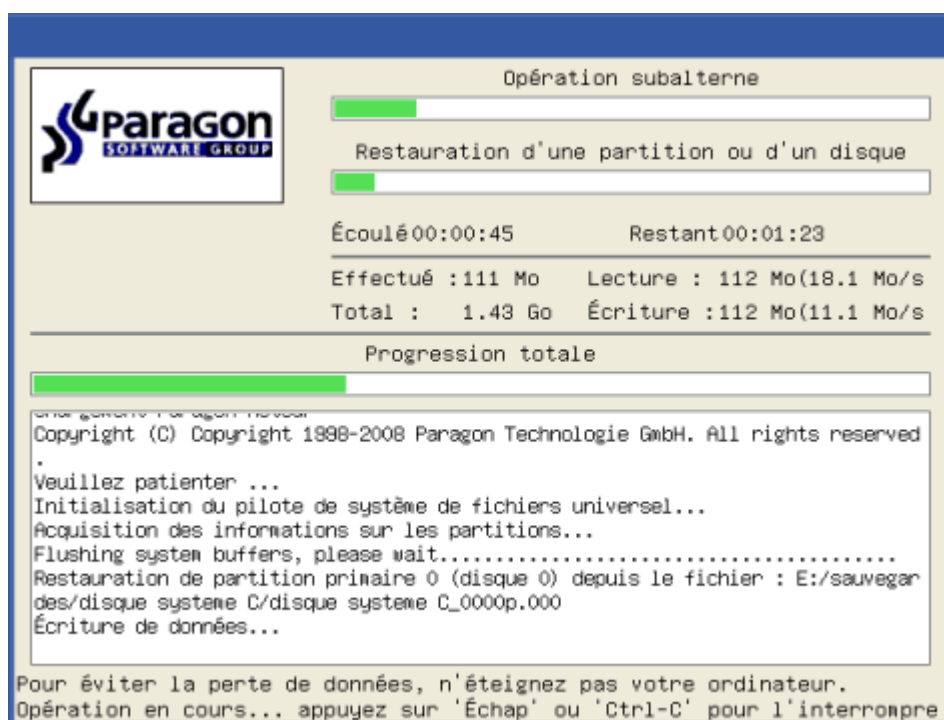 Paragon
SOFTWARE GROUP
Opération subalterne
Restauration d'une partition ou d'un disque
Écoulé00:00:45 Restant00:01:23
Effectué :111 Mo Lecture : 112 Mo(18.1 Mo/s
Total : 1.43 Go Écriture :112 Mo(11.1 Mo/s
Progression totale
Copyright (C) Copyright 1998-2008 Paragon Technologie GmbH. All rights reserved
.
Veuillez patienter ...
Initialisation du pilote de système de fichiers universel...
Acquisition des informations sur les partitions...
Flushing system buffers, please wait.........................................
Restauration de partition primaire 0 (disque 0) depuis le fichier : E:/sauvegar
des/disque systeme C/disque systeme C_0000p.000
Écriture de données...
Pour éviter la perte de données, n'éteignez pas votre ordinateur.
Opération en cours... appuyez sur 'Échap' ou 'Ctrl-C' pour l'interrompre